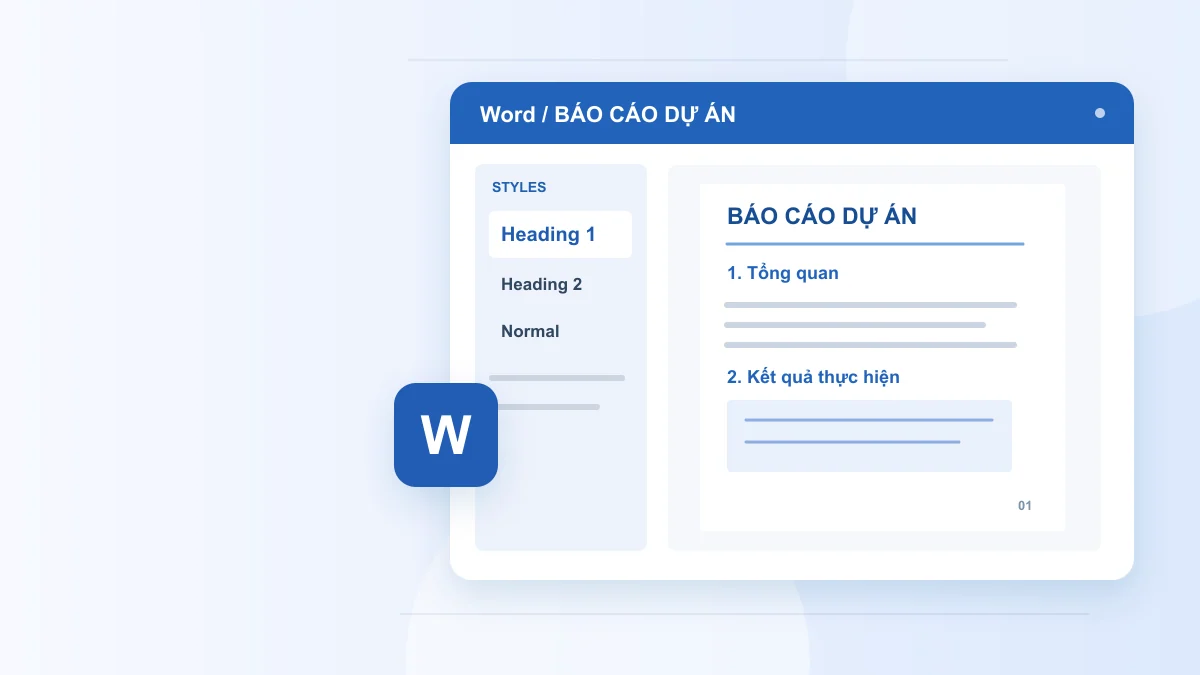 Word / BÁO CÁO DỰ ÁN
STYLES
Heading 1
Heading 2
Normal
W
BÁO CÁO DỰ ÁN
1. Tổng quan
2. Kết quả thực hiện
01